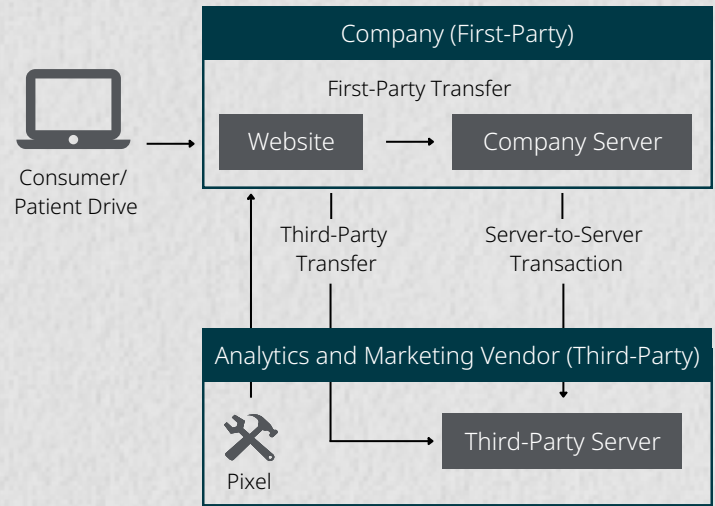 Company (First-Party)
First-Party Transfer
Website
Company Server
Consumer/
Patient Drive
Third-Party
Transfer
Server-to-Server
Transaction
Analytics and Marketing Vendor (Third-Party)
Third-Party Server
Pixel